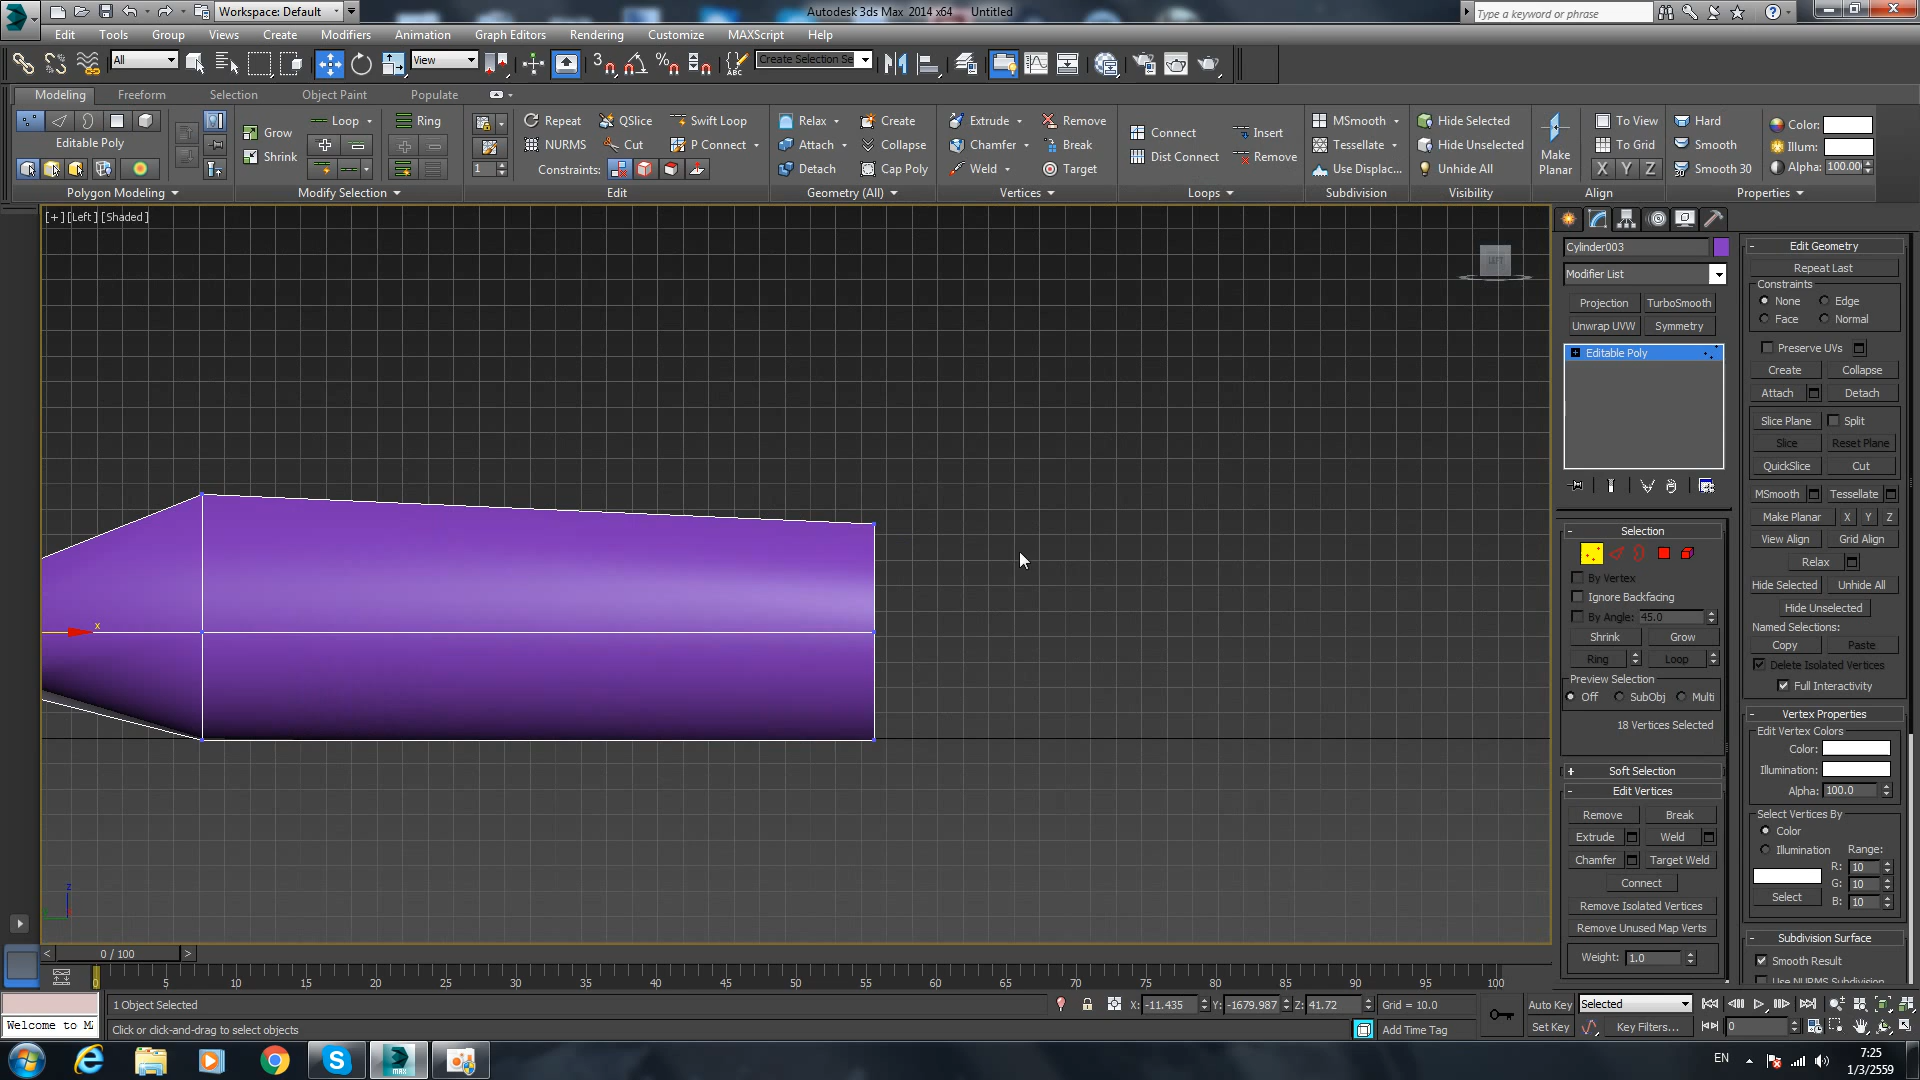 Workspace: Default
Autodesk 3ds Max 2014 x64 Untitled
Type a keyword or phrase
Edit Tools Group Views Create Modifiers Animation Graph Editors Rendering Customize MAXScript Help
All View Create Selection Se
Modeling Freeform Selection Object Paint Populate
Editable Poly
Polygon Modeling
Grow Loop Ring
Shrink
Modify Selection
Repeat QSlice Swift Loop
NURMS Cut P Connect
1 Constraints:
Edit
Relax Create
Attach Collapse
Detach Cap Poly
Geometry (All)
Extrude Remove
Chamfer Break
Weld Target
Vertices
Connect Insert
Dist Connect Remove
Loops
MSmooth
Tessellate
Use Displac...
Subdivision
Hide Selected
Hide Unselected
Unhide All
Visibility
Make Planar
To View
To Grid
X Y Z
Align
Hard
Smooth
Smooth 30
Color:
Illum:
Alpha: 100.00
Properties
[+] [Left] [Shaded]
LEFT
x
z
Cylinder003
Modifier List
Projection TurboSmooth
Unwrap UVW Symmetry
Editable Poly
Selection
By Vertex
Ignore Backfacing
By Angle: 45.0
Shrink Grow
Ring Loop
Preview Selection
Off SubObj Multi
18 Vertices Selected
Soft Selection
Edit Vertices
Remove Break
Extrude Weld
Chamfer Target Weld
Connect
Remove Isolated Vertices
Remove Unused Map Verts
Weight: 1.0
Edit Geometry
Repeat Last
Constraints
None Edge
Face Normal
Preserve UVs
Create Collapse
Attach Detach
Slice Plane Split
Slice Reset Plane
QuickSlice Cut
MSmooth Tessellate
Make Planar X Y Z
View Align Grid Align
Relax
Hide Selected Unhide All
Hide Unselected
Named Selections:
Copy Paste
Delete Isolated Vertices
Full Interactivity
Vertex Properties
Edit Vertex Colors
Color:
Illumination:
Alpha: 100.0
Select Vertices By
Color
Illumination Range:
R: 10
G: 10
Select B: 10
Subdivision Surface
Smooth Result
Use NURMS Subdivision
0 / 100
0 5 10 15 20 25 30 35 40 45 50 55 60 65 70 75 80 85 90 95 100
1 Object Selected
X: -11.435 Y: -1679.987 Z: 41.72 Grid = 10.0
Auto Key Selected
Welcome to M
Click or click-and-drag to select objects
Add Time Tag
Set Key Key Filters... 0
EN 7:25
1/3/2559